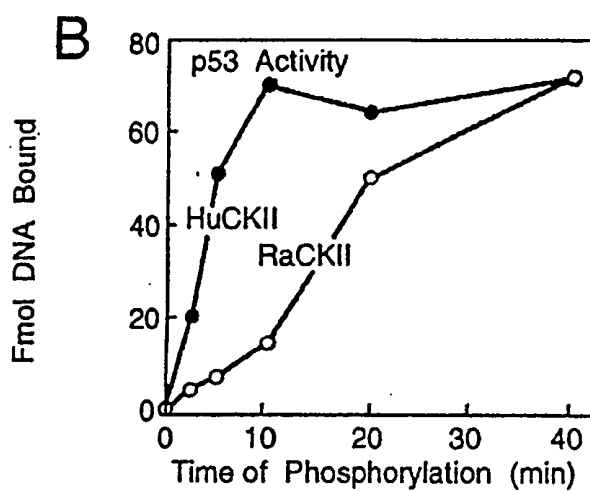 B
80
p53 Activity
60
HuCKII
40
RaCKII
20
0
Fmol DNA Bound
0 10 20 30 40
Time of Phosphorylation (min)